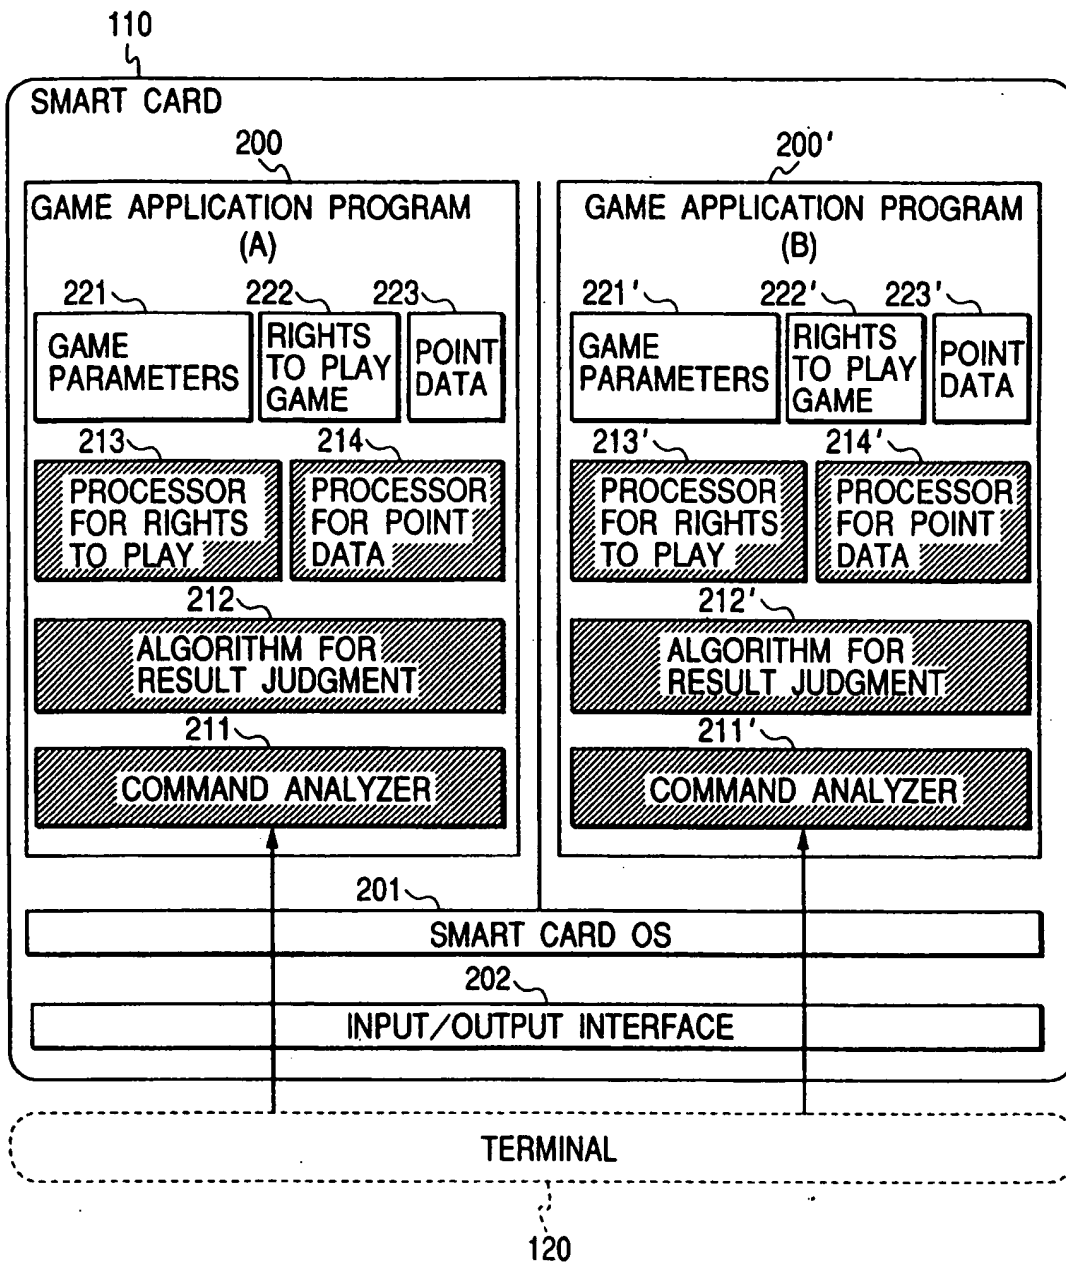 110
SMART CARD
200
200'
GAME APPLICATION PROGRAM
(A)
GAME APPLICATION PROGRAM
(B)
221
222
223
221'
222'
223'
GAME
PARAMETERS
RIGHTS
TO PLAY
GAME
POINT
DATA
GAME
PARAMETERS
RIGHTS
TO PLAY
GAME
POINT
DATA
213
214
213'
214'
PROCESSOR
FOR RIGHTS
TO PLAY
PROCESSOR
FOR POINT
DATA
PROCESSOR
FOR RIGHTS
TO PLAY
PROCESSOR
FOR POINT
DATA
212
212'
ALGORITHM FOR
RESULT JUDGMENT
ALGORITHM FOR
RESULT JUDGMENT
211
211'
COMMAND ANALYZER
COMMAND ANALYZER
201
SMART CARD OS
202
INPUT/OUTPUT INTERFACE
TERMINAL
120